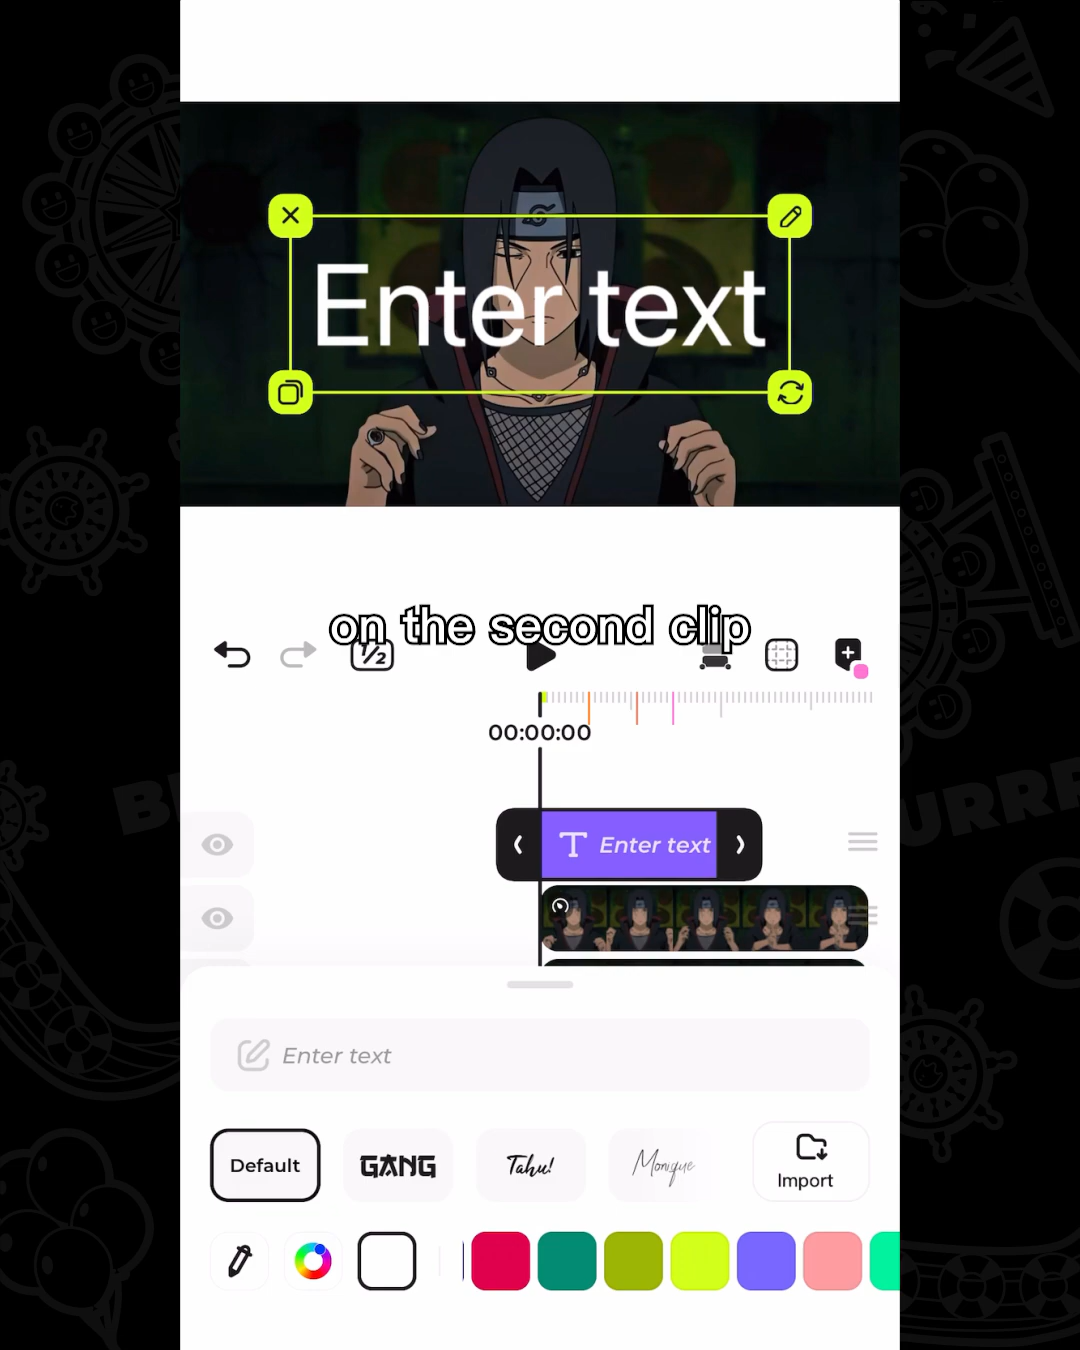 Enter text
on the second clip
1/2
00:00:00
T Enter text
Enter text
Default
GANG
Tahu!
Monique
Import